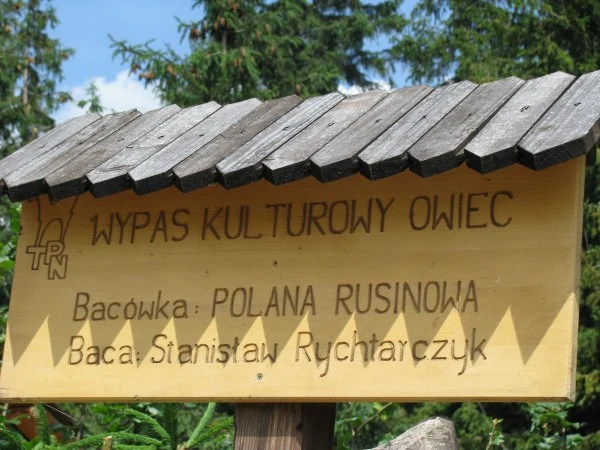 WYPAS KULTUROWY OWIEC
TPN
Bacówka: POLANA RUSINOWA
Baca: Stanisław Rychtarczyk